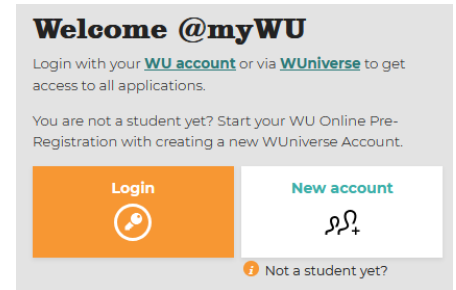 Welcome @myWU
Login with your WU account or via WUniverse to get
access to all applications.
You are not a student yet? Start your WU Online Pre-
Registration with creating a new WUniverse Account.
Login
New account
Not a student yet?